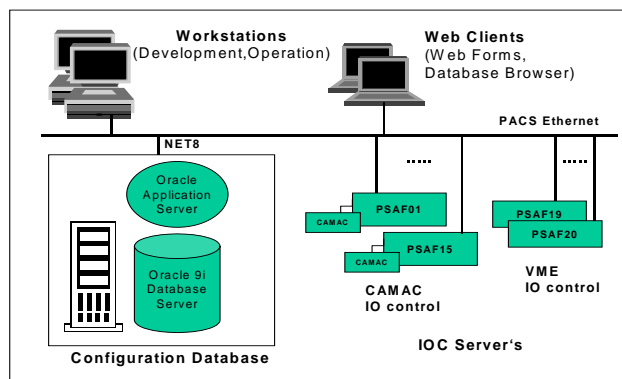 Workstations
(Development,Operation)
Web Clients
(Web Forms,
Database Browser)
PACS Ethernet
NET8
Oracle
Application
Server
Oracle 9i
Database
Server
Configuration Database
.....
.....
CAMAC
PSAF01
CAMAC
PSAF15
PSAF19
PSAF20
CAMAC
IO control
VME
IO control
IOC Server‘s